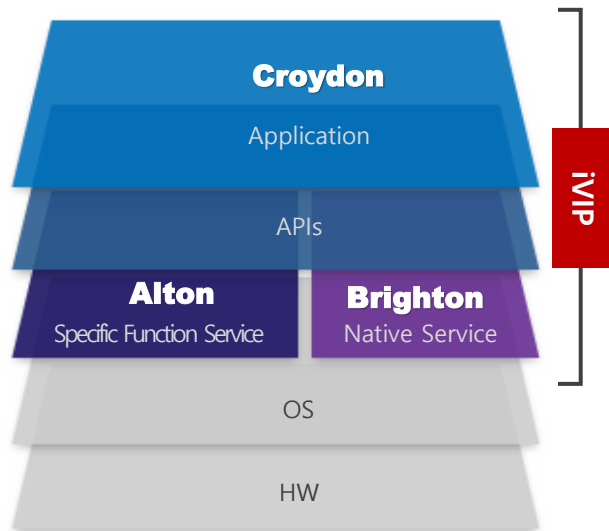 Croydon
Application
iVIP
APIs
Alton
Brighton
Specific Function Service
Native Service
OS
HW